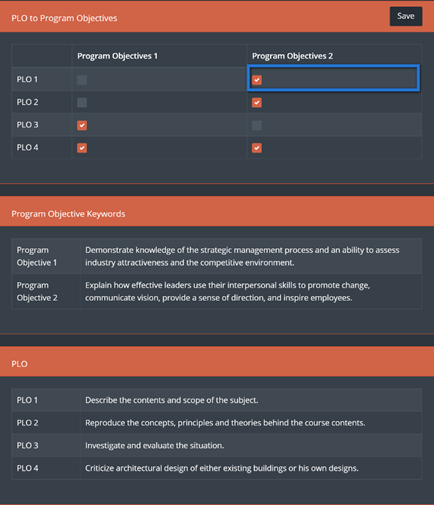 PLO to Program Objectives
Save
Program Objectives 1 Program Objectives 2
PLO 1
PLO 2
PLO 3
PLO 4
Program Objective Keywords
Program Demonstrate knowledge of the strategic management process and an ability to assess
Objective 1 industry attractiveness and the competitive environment.
Program Explain how effective leaders use their interpersonal skills to promote change,
Objective 2 communicate vision, provide a sense of direction, and inspire employees.
PLO
PLO 1 Describe the contents and scope of the subject.
PLO 2 Reproduce the concepts, principles and theories behind the course contents.
PLO 3 Investigate and evaluate the situation.
PLO 4 Criticize architectural design of either existing buildings or his own designs.